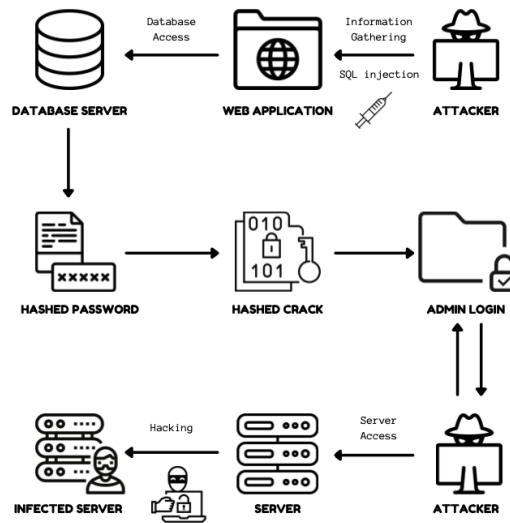 Database
Access
Information
Gathering
SQL injection
DATABASE SERVER
WEB APPLICATION
ATTACKER
010
101
XXXXX
HASHED PASSWORD
HASHED CRACK
ADMIN LOGIN
Hacking
Server
Access
INFECTED SERVER
SERVER
ATTACKER